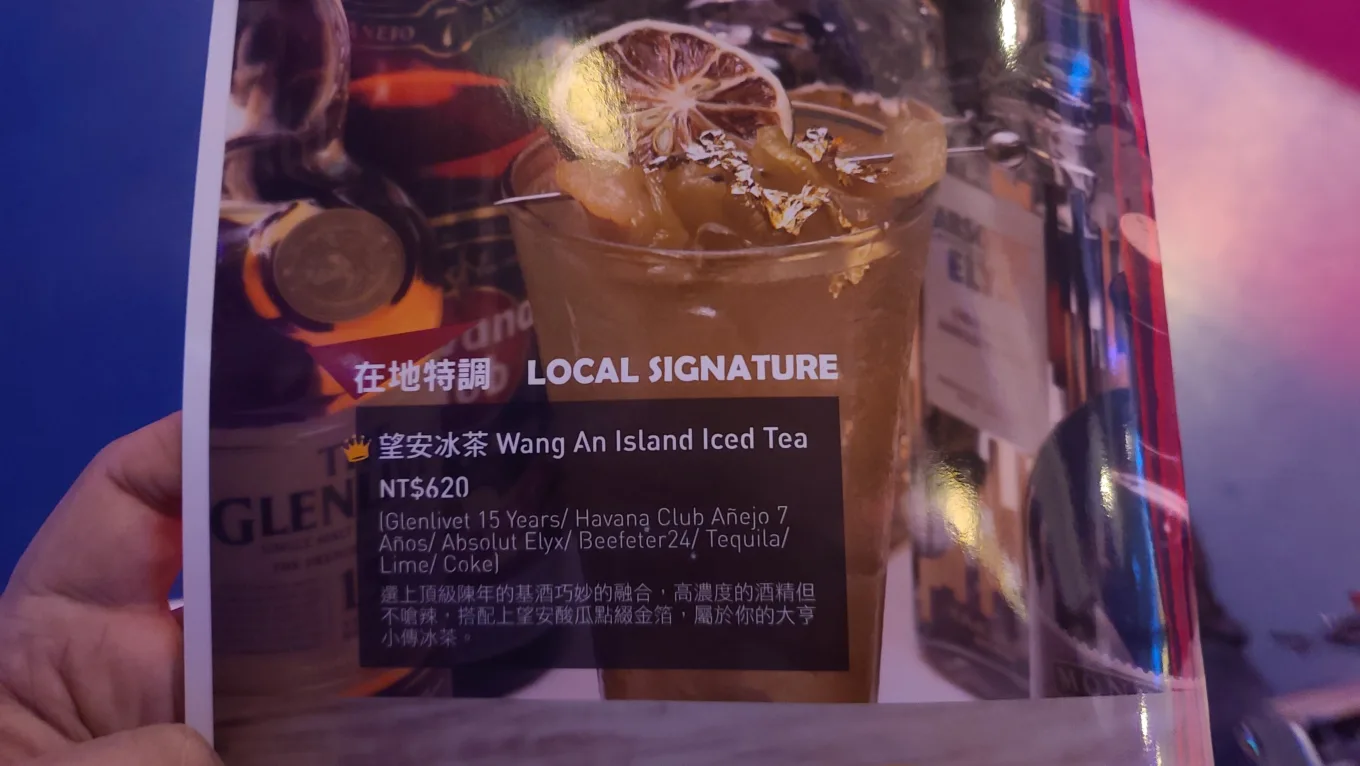 在地特調 LOCAL SIGNATURE
望安冰茶 Wang An Island Iced Tea
NT$620
(Glenlivet 15 Years/ Havana Club Añejo 7
Años/ Absolut Elyx/ Beefeter24/ Tequila/
Lime/ Coke)
選上頂級陳年的基酒巧妙的融合，高濃度的酒精但
不嗆辣，搭配上望安酸瓜點綴金箔，屬於你的大亨
小傳冰茶。
GLEN